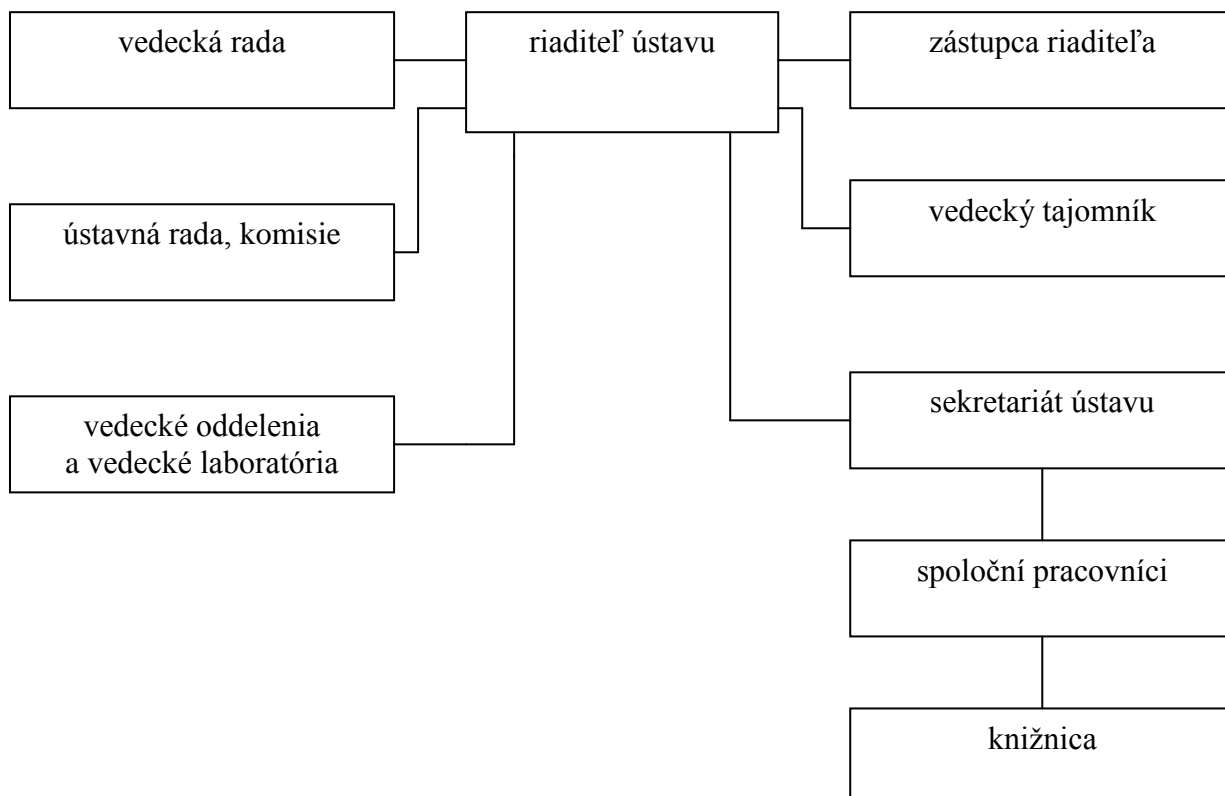 vedecká rada
riaditeľ ústavu
zástupca riaditeľa
vedecký tajomník
ústavná rada, komisie
sekretariát ústavu
vedecké oddelenia
a vedecké laboratória
spoloční pracovníci
knižnica